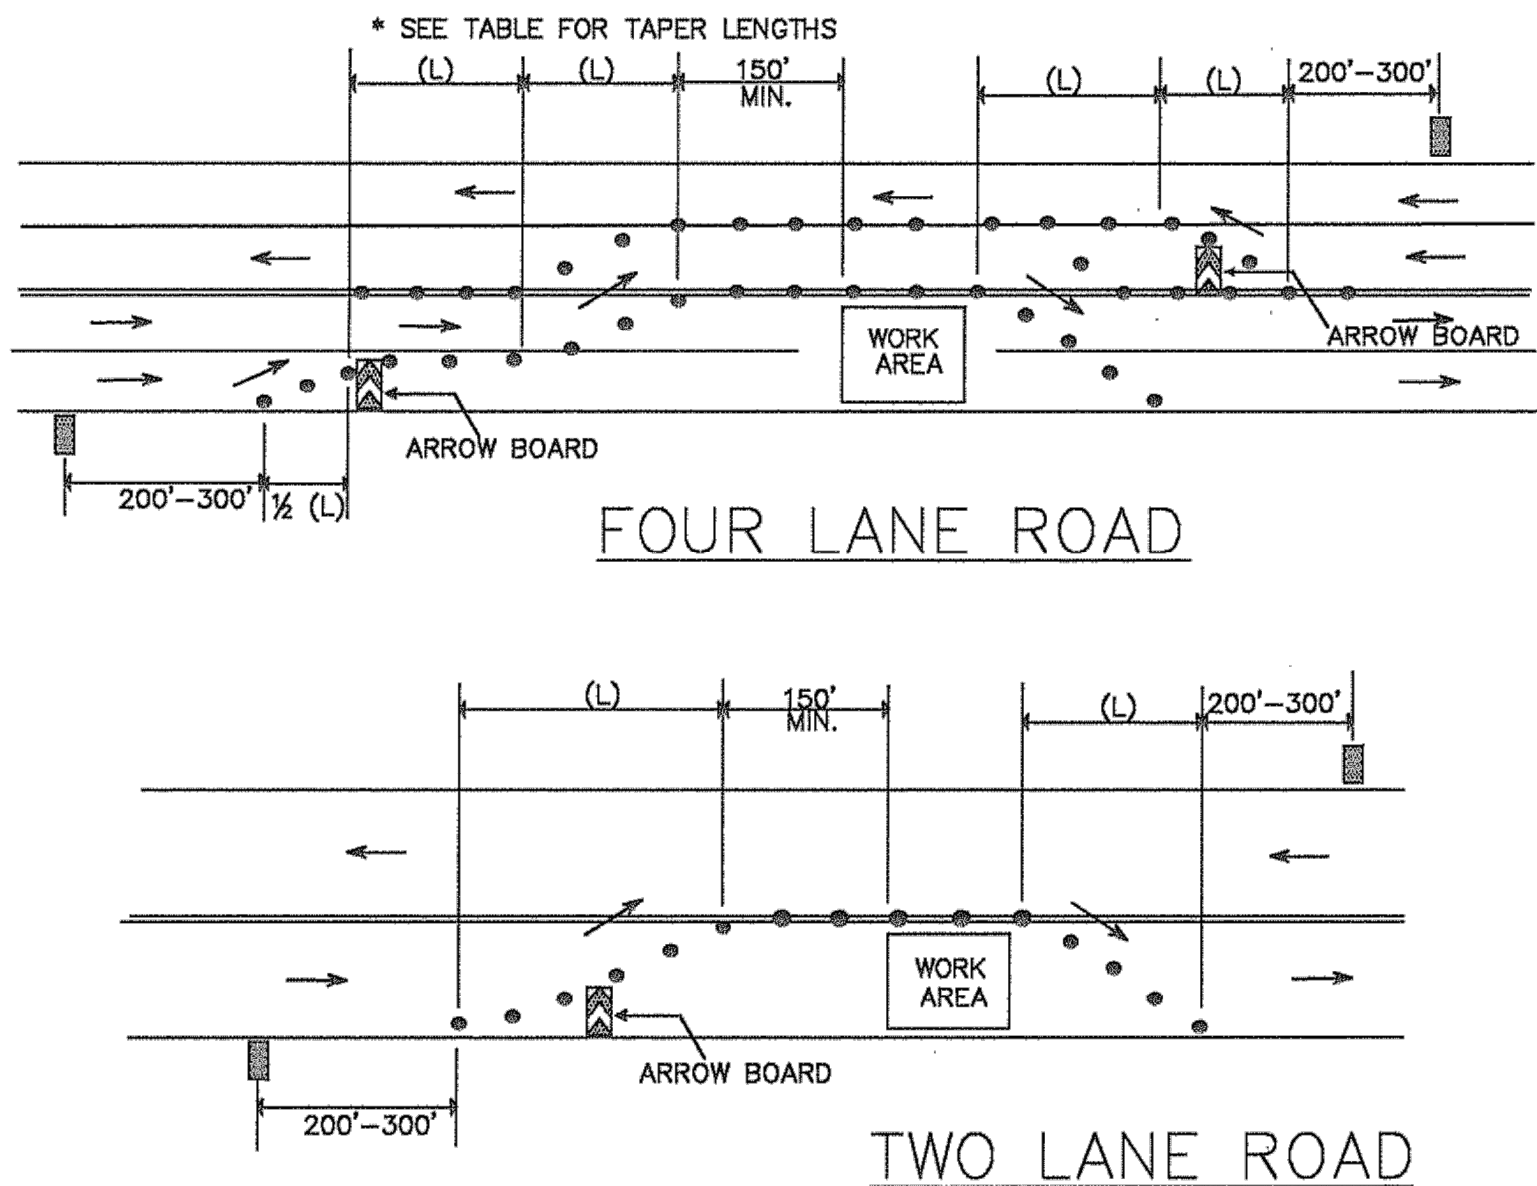 * SEE TABLE FOR TAPER LENGTHS
(L)
(L)
150'
MIN.
(L)
(L)
200'-300'
WORK
AREA
ARROW BOARD
ARROW BOARD
200'-300'
½ (L)
FOUR LANE ROAD
(L)
150'
MIN.
(L)
200'-300'
WORK
AREA
ARROW BOARD
200'-300'
TWO LANE ROAD